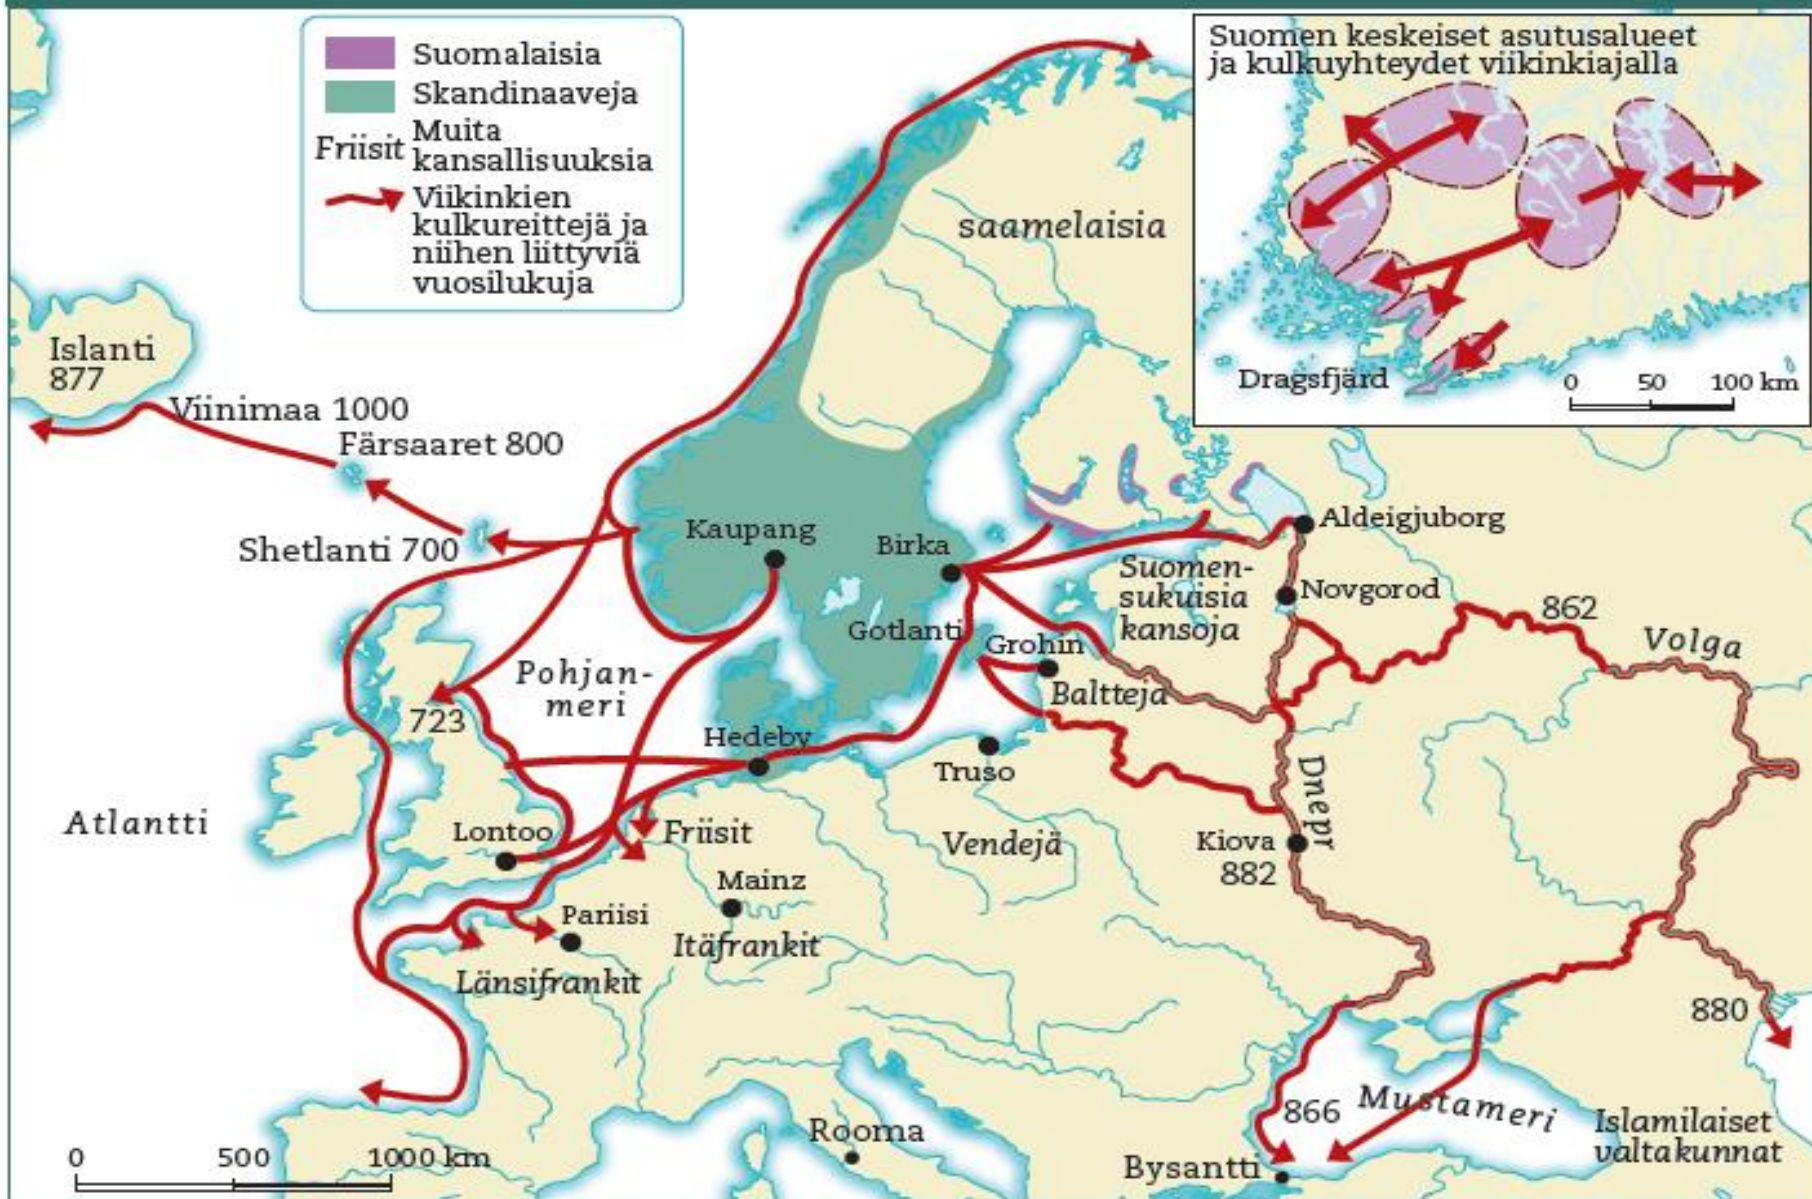 Suomalaisia
Skandinaaveja
Friisit
Muita
kansallisuuksia
Viikinkien
kulkureittejä ja
niihen liittyviä
vuosilukuja
Suomen keskeiset asutusalueet
ja kulkuyhteydet viikinkiajalla
Dragsfjärd
0 50 100 km
saamelaisia
Islanti
877
Viinimaa 1000
Färsaaret 800
Shetlanti 700
Kaupang
Birka
Aldeigjuborg
Suomen-
sukuisia
kansoja
Novgorod
862
Volga
Gotlanti
Grohin
Baltteja
Pohjan-
meri
723
Hedeby
Truso
Dnepr
Atlantti
Lontoo
Friisit
Vendejä
Kiova
882
Mainz
Pariisi
Itäfrankit
Länsifrankit
880
866
Mustameri
Islamilaiset
valtakunnat
Rooma
Bysantti
0 500 1000 km